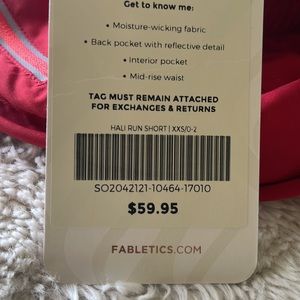 Get to know me:
• Moisture-wicking fabric
• Back pocket with reflective detail
• Interior pocket
• Mid-rise waist
TAG MUST REMAIN ATTACHED
FOR EXCHANGES & RETURNS
HALI RUN SHORT | XXS/0-2
SO2042121-10464-17010
$59.95
FABLETICS.COM